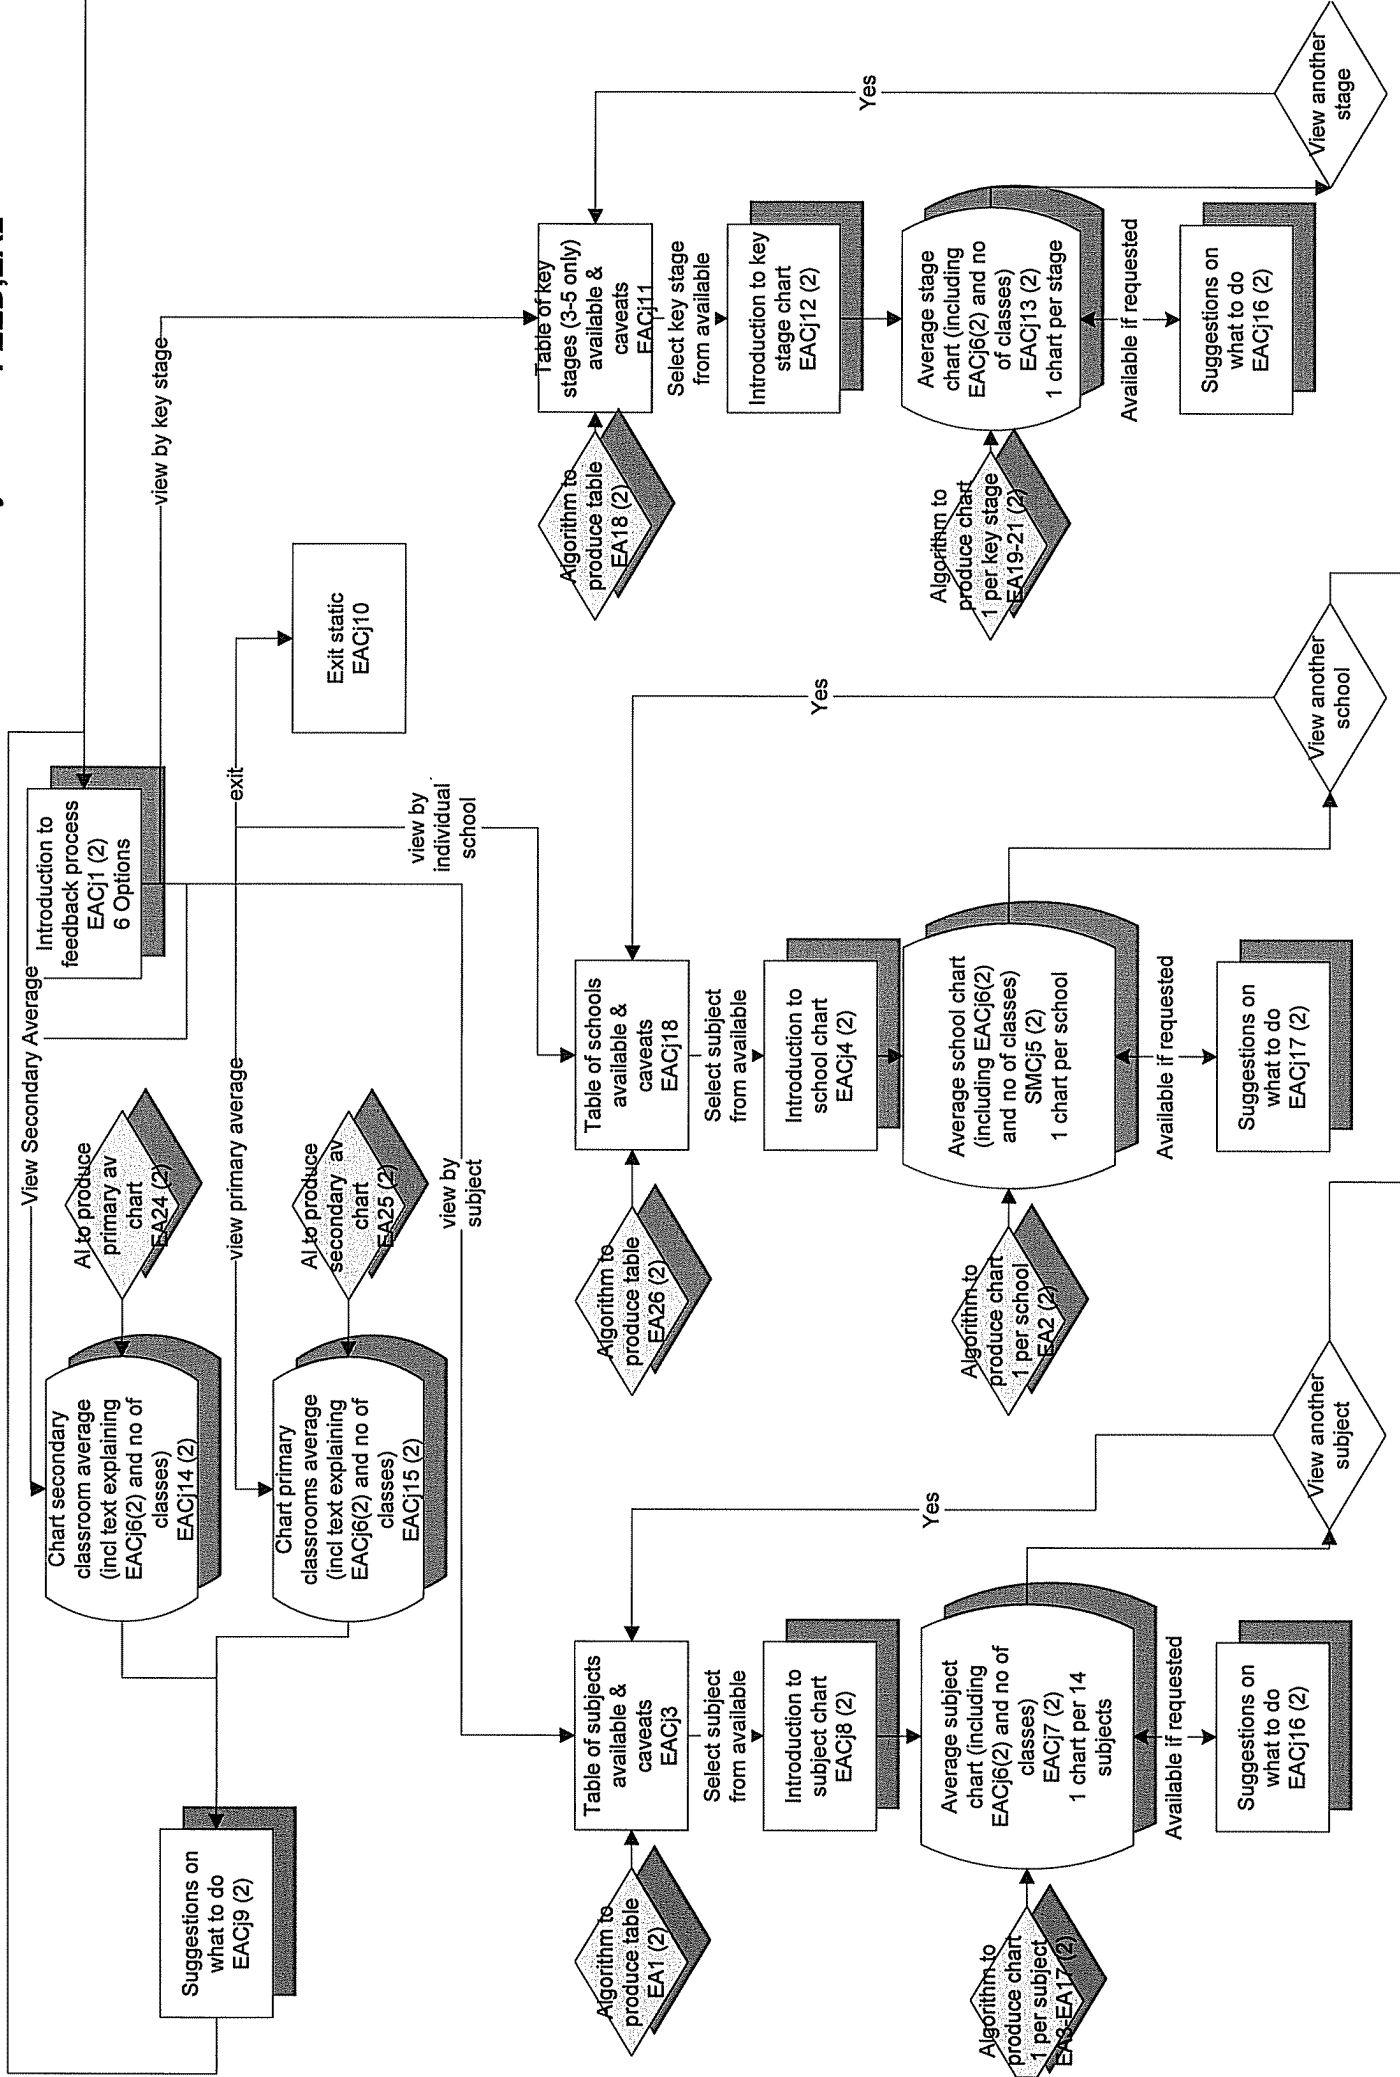 View Secondary Average
Introduction to
feedback process
EACj1 (2)
6 Options
Chart secondary
classroom average
(incl text explaining
EACj6(2) and no of
classes)
EACj14 (2)
Al to produce
primary av
chart
EA24 (2)
view by key stage
Suggestions on
what to do
EACj9 (2)
view primary average
exit
Chart primary
classrooms average
(incl text explaining
EACj6(2) and no of
classes)
EACj15 (2)
Al to produce
secondary av
chart
EA25 (2)
Exit static
EACj10
view by
subject
view by
individual
school
Algorithm to
produce table
EA1 (2)
Table of subjects
available &
caveats
EACj3
Select subject
from available
Introduction to
subject chart
EACj8 (2)
Algorithm to
produce chart
1 per subject
EA3-EA17 (2)
Average subject
chart (including
EACj6(2) and no of
classes)
EACj7 (2)
1 chart per 14
subjects
Yes
Available if requested
Suggestions on
what to do
EACj16 (2)
View another
subject
Algorithm to
produce table
EA26 (2)
Table of schools
available &
caveats
EACj18
Select subject
from available
Introduction to
school chart
EACj4 (2)
Algorithm to
produce chart
1 per school
EA2 (2)
Average school chart
(including EACj6(2)
and no of classes)
SMCj5 (2)
1 chart per school
Yes
Available if requested
Suggestions on
what to do
EACj17 (2)
View another
school
Algorithm to
produce table
EA18 (2)
Table of key
stages (3-5 only)
available &
caveats
EACj11
Select key stage
from available
Introduction to key
stage chart
EACj12 (2)
Algorithm to
produce chart
1 per key stage
EA19-21 (2)
Average stage
chart (including
EACj6(2) and no
of classes)
EACj13 (2)
1 chart per stage
Yes
Available if requested
Suggestions on
what to do
EACj16 (2)
View another
stage